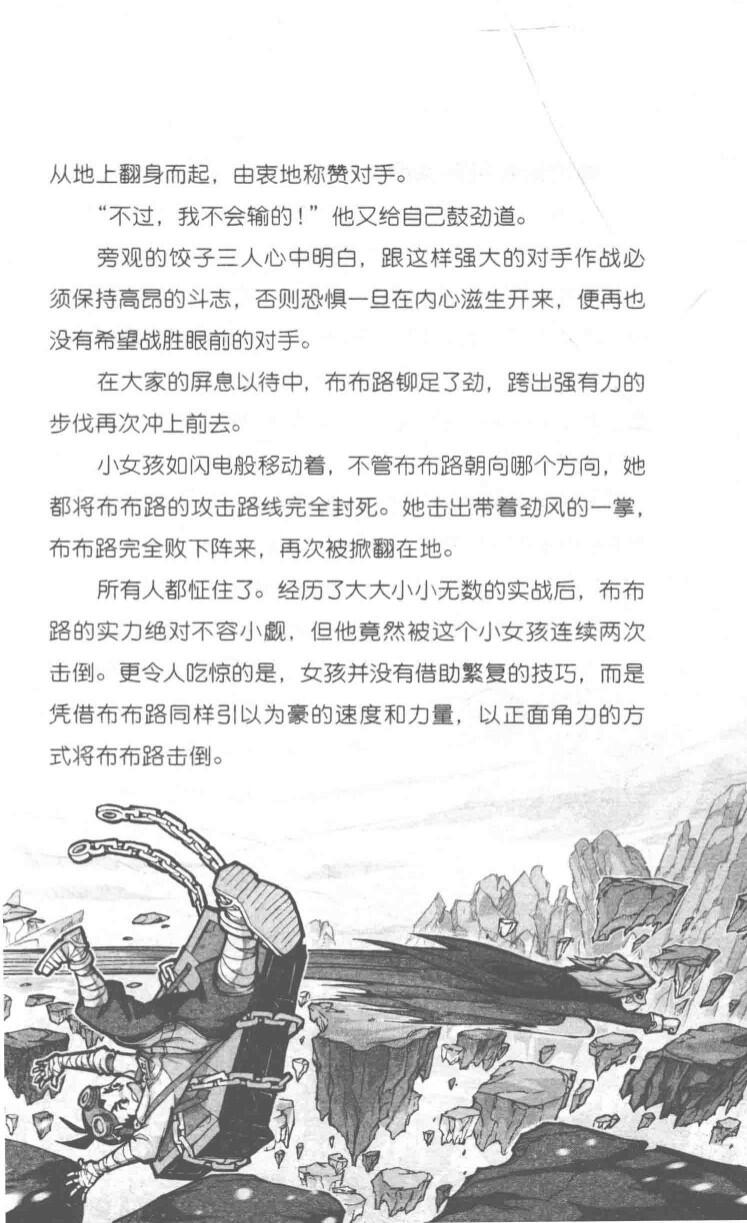 从地上翻身而起，由衷地称赞对手。
“不过，我不会输的！”他又给自己鼓劲道。
旁观的饺子三人心中明白，跟这样强大的对手作战必
须保持高昂的斗志，否则恐惧一旦在内心滋生开来，便再也
没有希望战胜眼前的对手。
在大家的屏息以待中，布布路铆足了劲，跨出强有力的
步伐再次冲上前去。
小女孩如闪电般移动着，不管布布路朝向哪个方向，她
都将布布路的攻击路线完全封死。她击出带着劲风的一掌，
布布路完全败下阵来，再次被掀翻在地。
所有人都怔住了。经历了大大小小无数的实战后，布布
路的实力绝对不容小觑，但他竟然被这个小女孩连续两次
击倒。更令人吃惊的是，女孩并没有借助繁复的技巧，而是
凭借布布路同样引以为豪的速度和力量，以正面角力的方
式将布布路击倒。